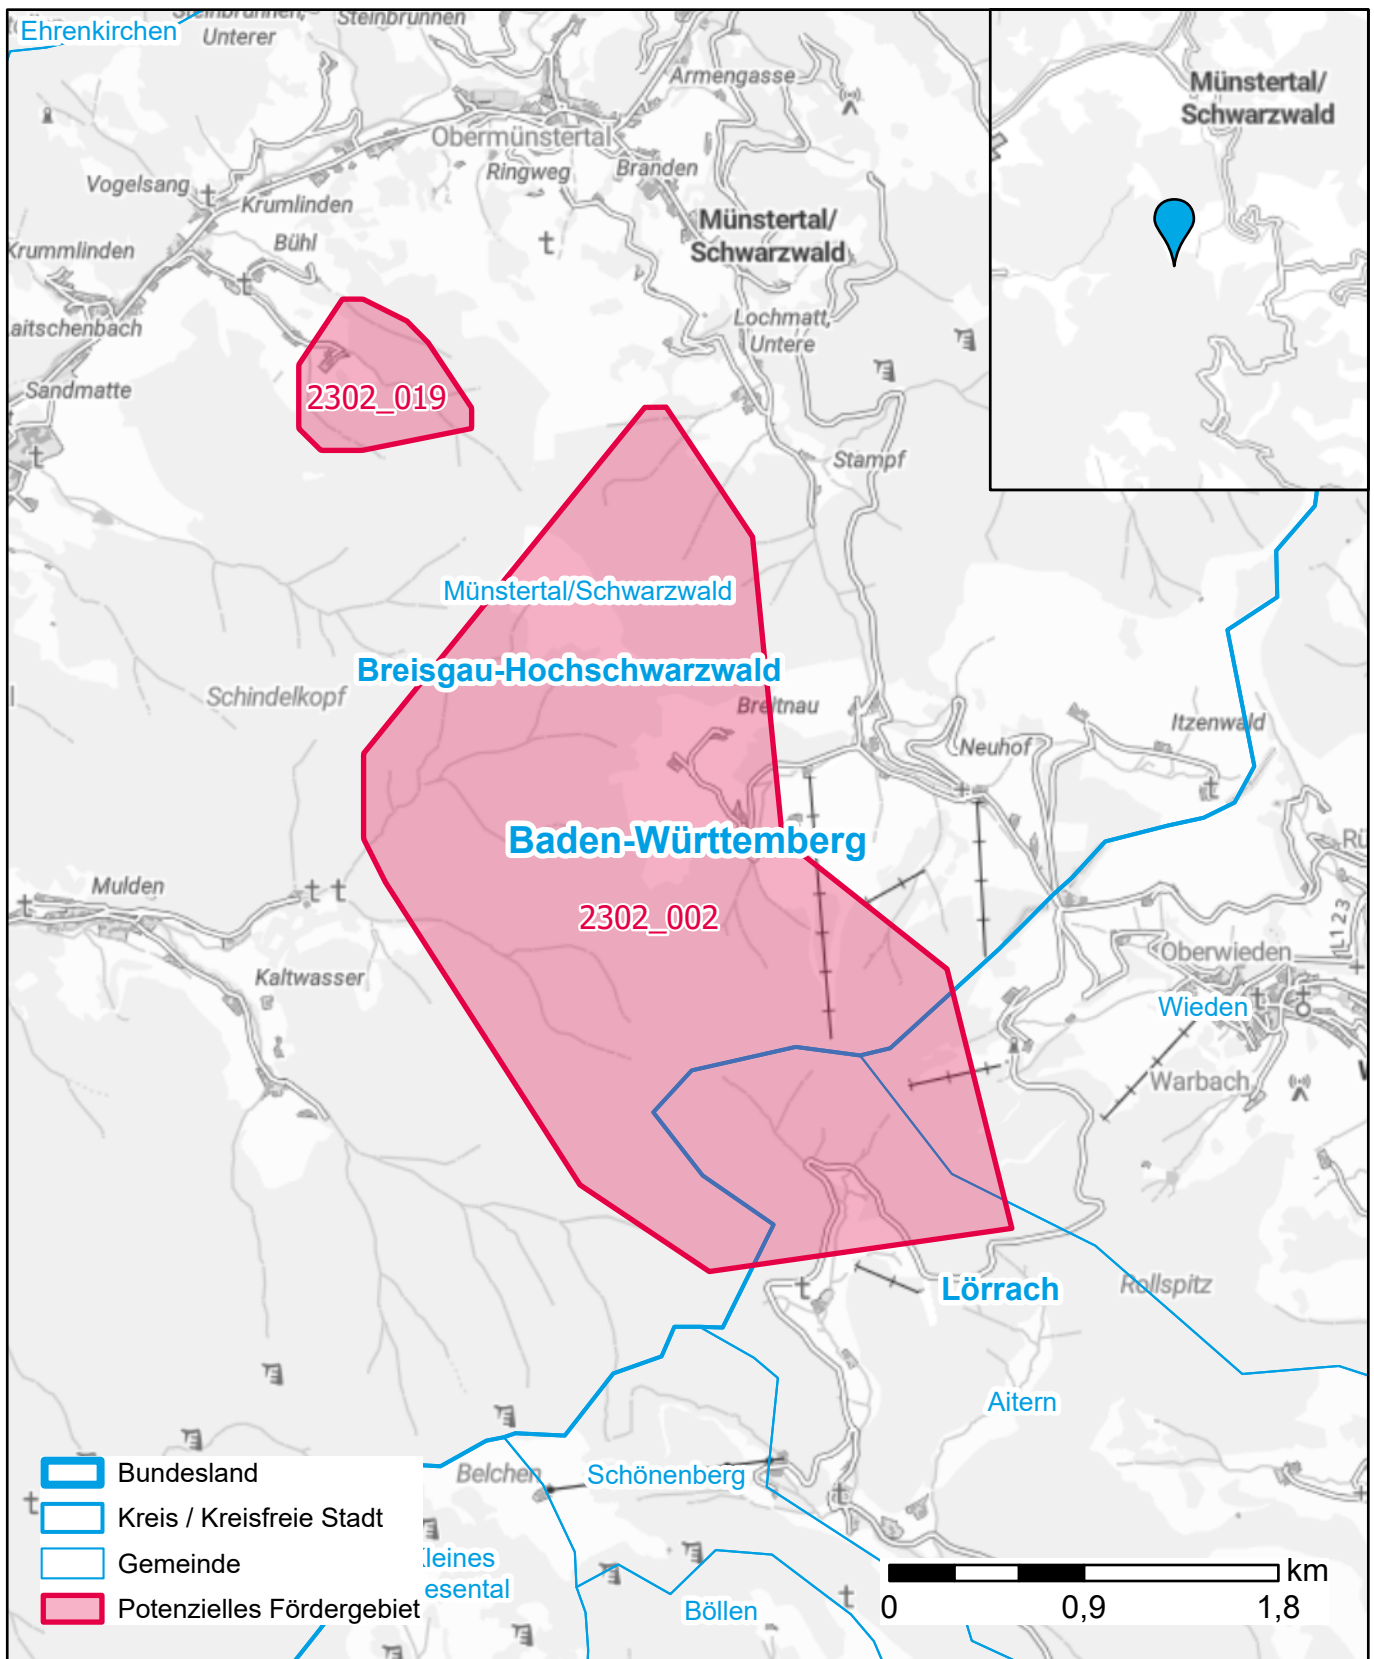 Ehrenkirchen
Steinbrunnen,
Unterer
Steinbrunnen
Armengasse
Obermünstertal
Ringweg
Branden
Vogelsang
Krumlinden
Münstertal/
Schwarzwald
Münstertal/
Schwarzwald
Krummlinden
Bühl
aitschenbach
Lochmatt,
Untere
Sandmatte
2302_019
Stampf
Münstertal/Schwarzwald
Breisgau-Hochschwarzwald
Schindelkopf
l
Breitnau
Itzenwald
Neuhof
Baden-Württemberg
Rü
Mulden
2302_002
L123
Oberwieden
Kaltwasser
Wieden
Warbach
Lörrach
Rollspitz
Aitern
Belchen
Schönenberg
Bundesland
Kreis / Kreisfreie Stadt
Gemeinde
Potenzielles Fördergebiet
leines
esental
Böllen
km
0
0,9
1,8